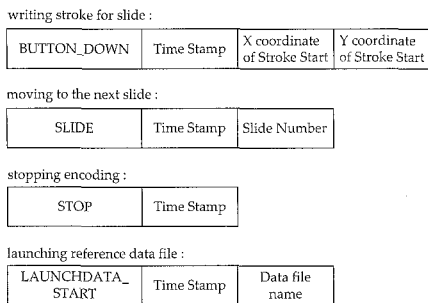 writing stroke for slide :
BUTTON_DOWN Time Stamp X coordinate of Stroke Start Y coordinate of Stroke Start
moving to the next slide :
SLIDE Time Stamp Slide Number
stopping encoding :
STOP Time Stamp
launching reference data file :
LAUNCHDATA_
START Time Stamp Data file
name